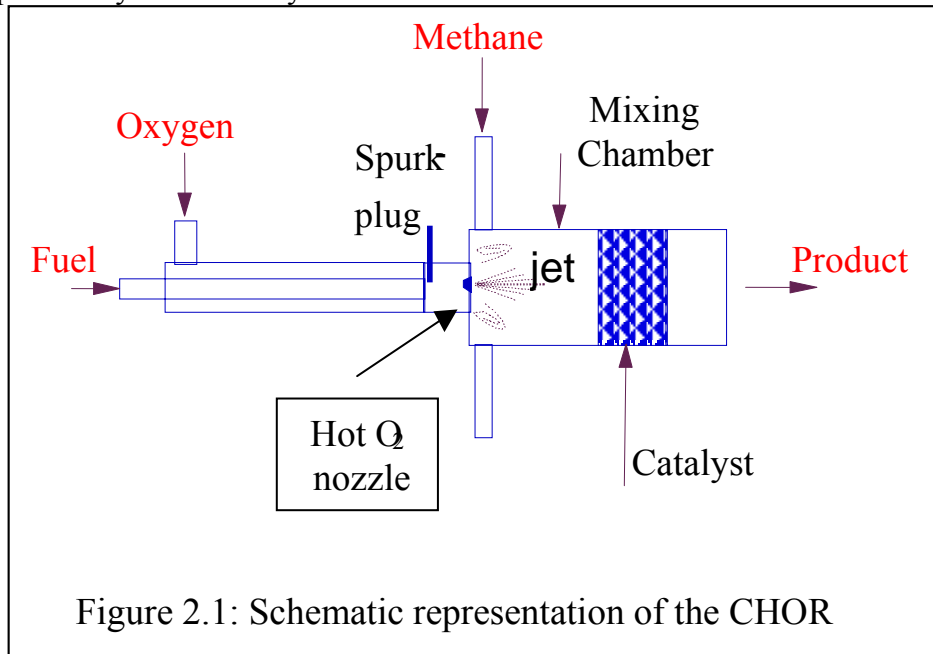 Methane
Oxygen
Mixing
Chamber
Spurk-
plug
Fuel
jet
Product
Hot O2
nozzle
Catalyst
Figure 2.1: Schematic representation of the CHOR